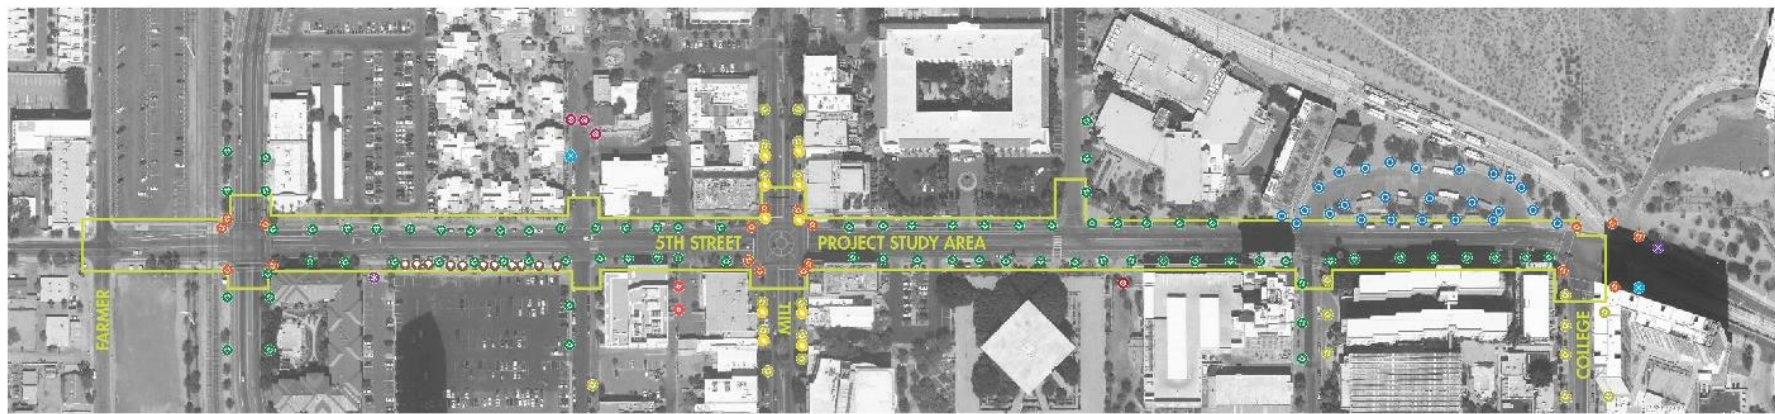 5TH STREET
PROJECT STUDY AREA
FARMER
MILL
COLLEGE